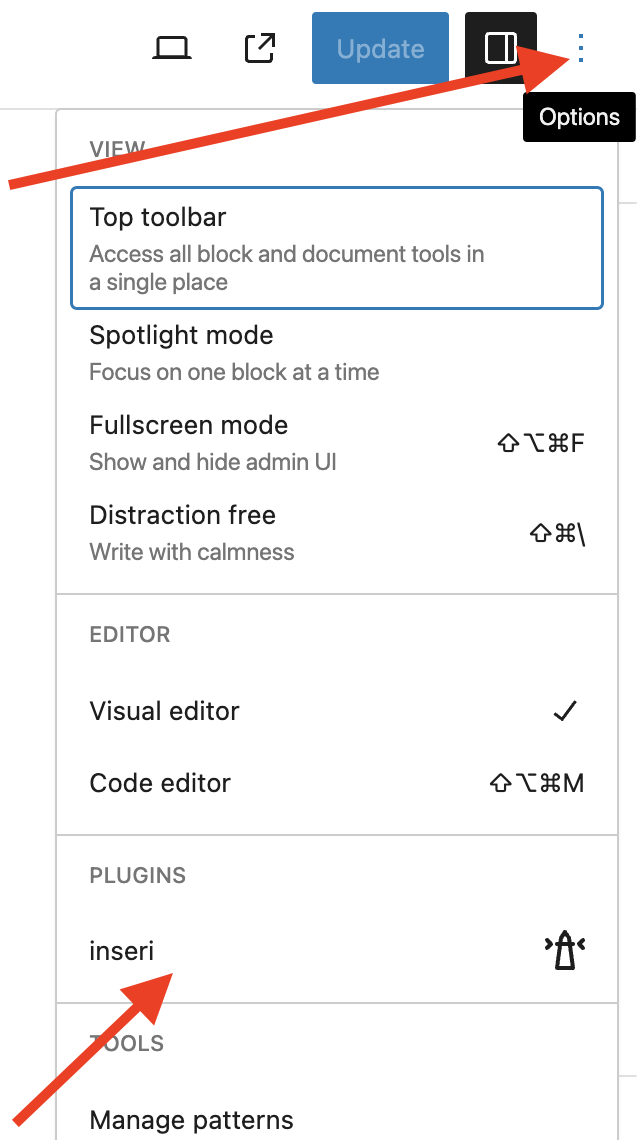 Update
Options
VIEW
Top toolbar
Access all block and document tools in
a single place
Spotlight mode
Focus on one block at a time
Fullscreen mode
⇧⌥⌘F
Show and hide admin UI
Distraction free
⇧⌘\
Write with calmness
EDITOR
Visual editor ✓
Code editor ⇧⌥⌘M
PLUGINS
inseri
TOOLS
Manage patterns